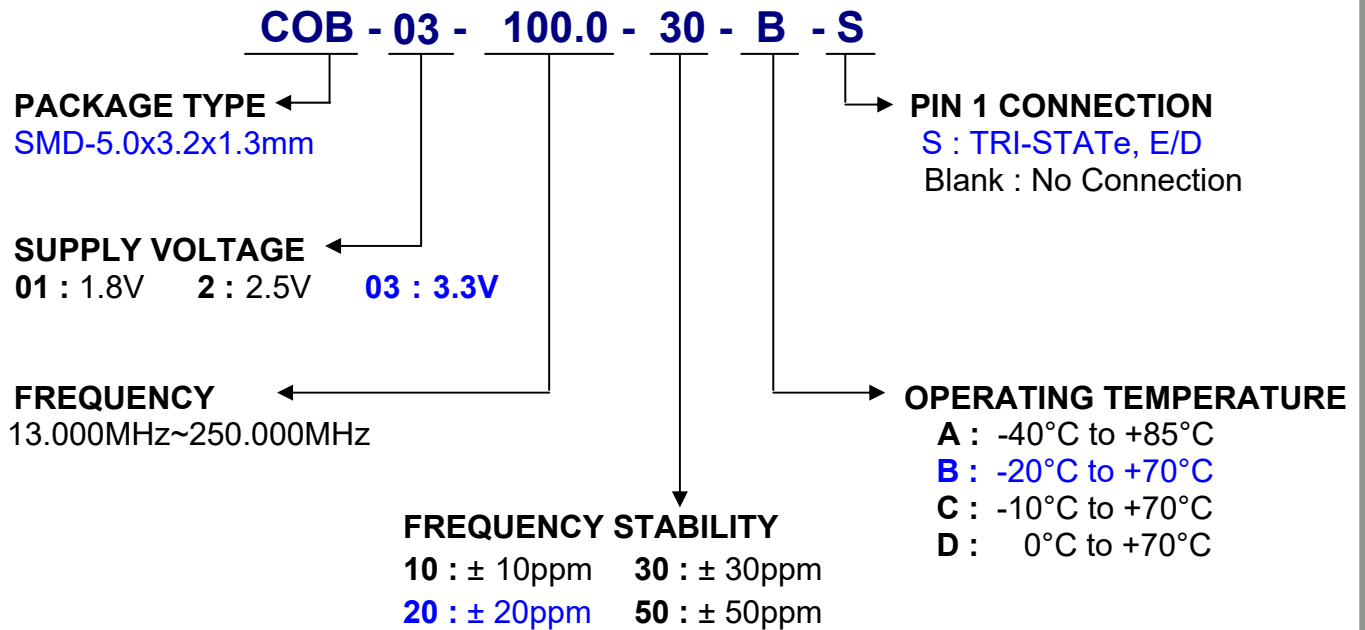 COB - 03 - 100.0 - 30 - B - S
PACKAGE TYPE
SMD-5.0x3.2x1.3mm
PIN 1 CONNECTION
S : TRI-STATe, E/D
Blank : No Connection
SUPPLY VOLTAGE
01 : 1.8V 2 : 2.5V 03 : 3.3V
FREQUENCY
13.000MHz~250.000MHz
OPERATING TEMPERATURE
A : -40°C to +85°C
B : -20°C to +70°C
C : -10°C to +70°C
D : 0°C to +70°C
FREQUENCY STABILITY
10 : ± 10ppm 30 : ± 30ppm
20 : ± 20ppm 50 : ± 50ppm